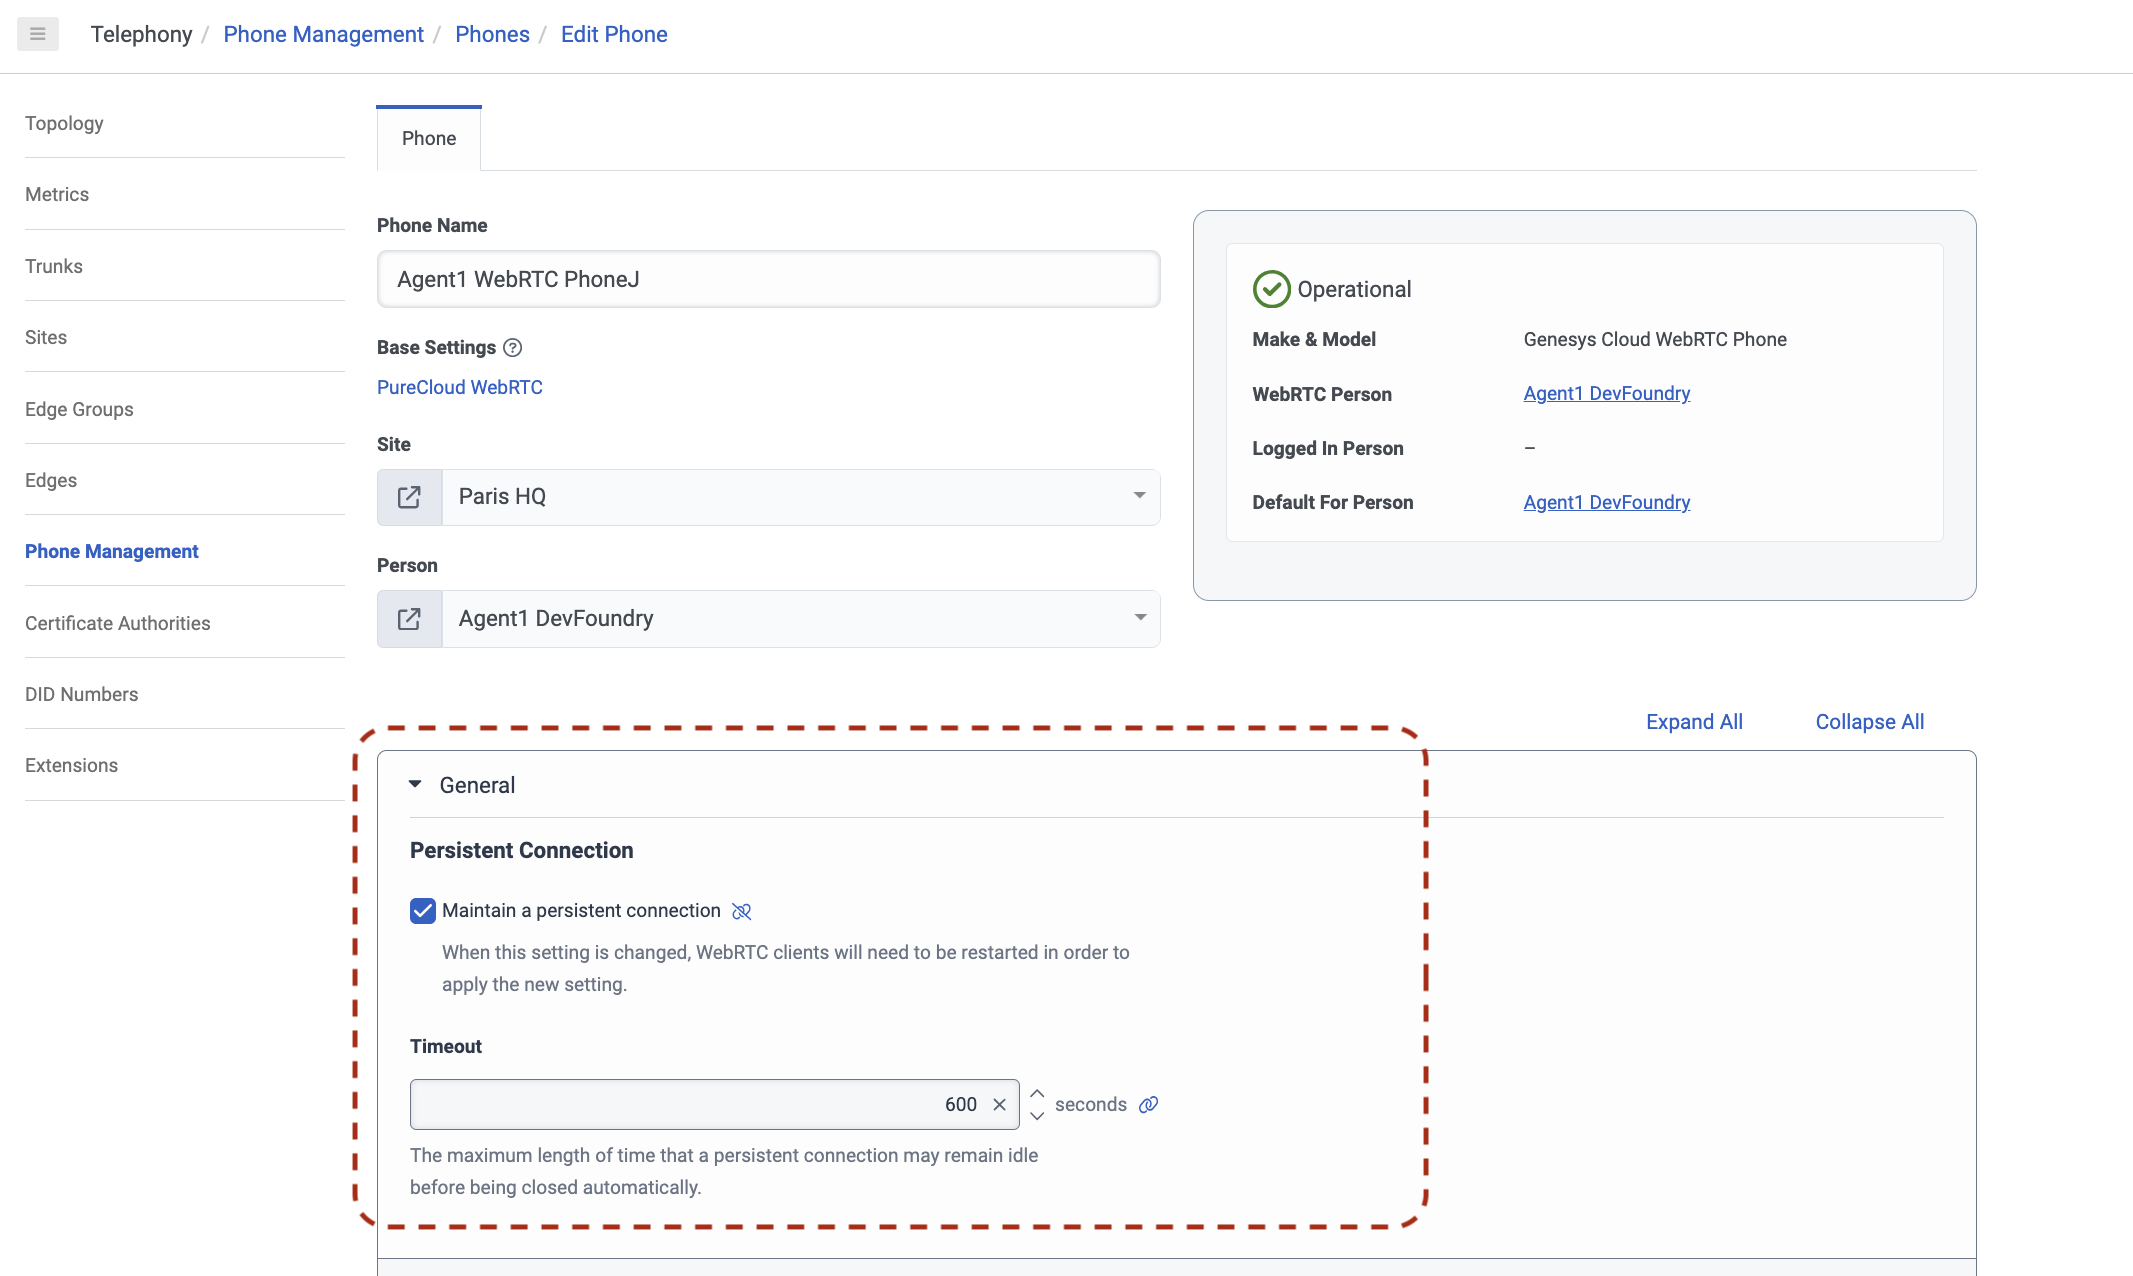 Telephony / Phone Management / Phones / Edit Phone
Topology
Metrics
Trunks
Sites
Edge Groups
Edges
Phone Management
Certificate Authorities
DID Numbers
Extensions
Phone
Phone Name
Agent1 WebRTC PhoneJ
Base Settings ?
PureCloud WebRTC
Site
Paris HQ
Person
Agent1 DevFoundry
Operational
Make & Model Genesys Cloud WebRTC Phone
WebRTC Person Agent1 DevFoundry
Logged In Person –
Default For Person Agent1 DevFoundry
Expand All Collapse All
General
Persistent Connection
Maintain a persistent connection
When this setting is changed, WebRTC clients will need to be restarted in order to
apply the new setting.
Timeout
600 seconds
The maximum length of time that a persistent connection may remain idle
before being closed automatically.